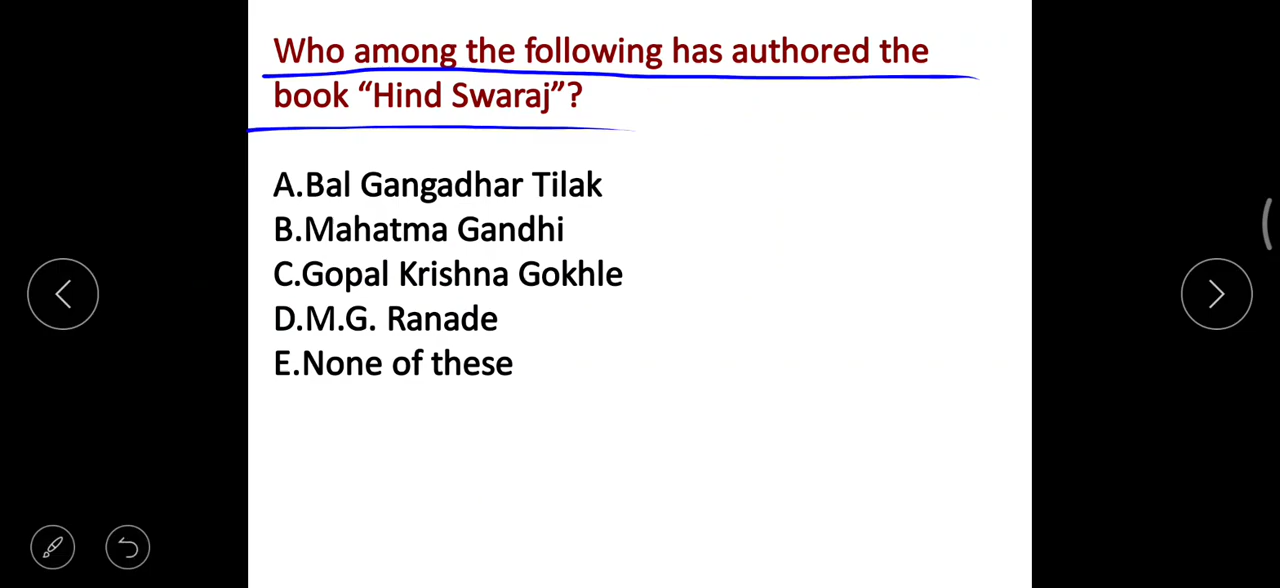 Who among the following has authored the
book “Hind Swaraj”?
A.Bal Gangadhar Tilak
B.Mahatma Gandhi
C.Gopal Krishna Gokhle
D.M.G. Ranade
E.None of these